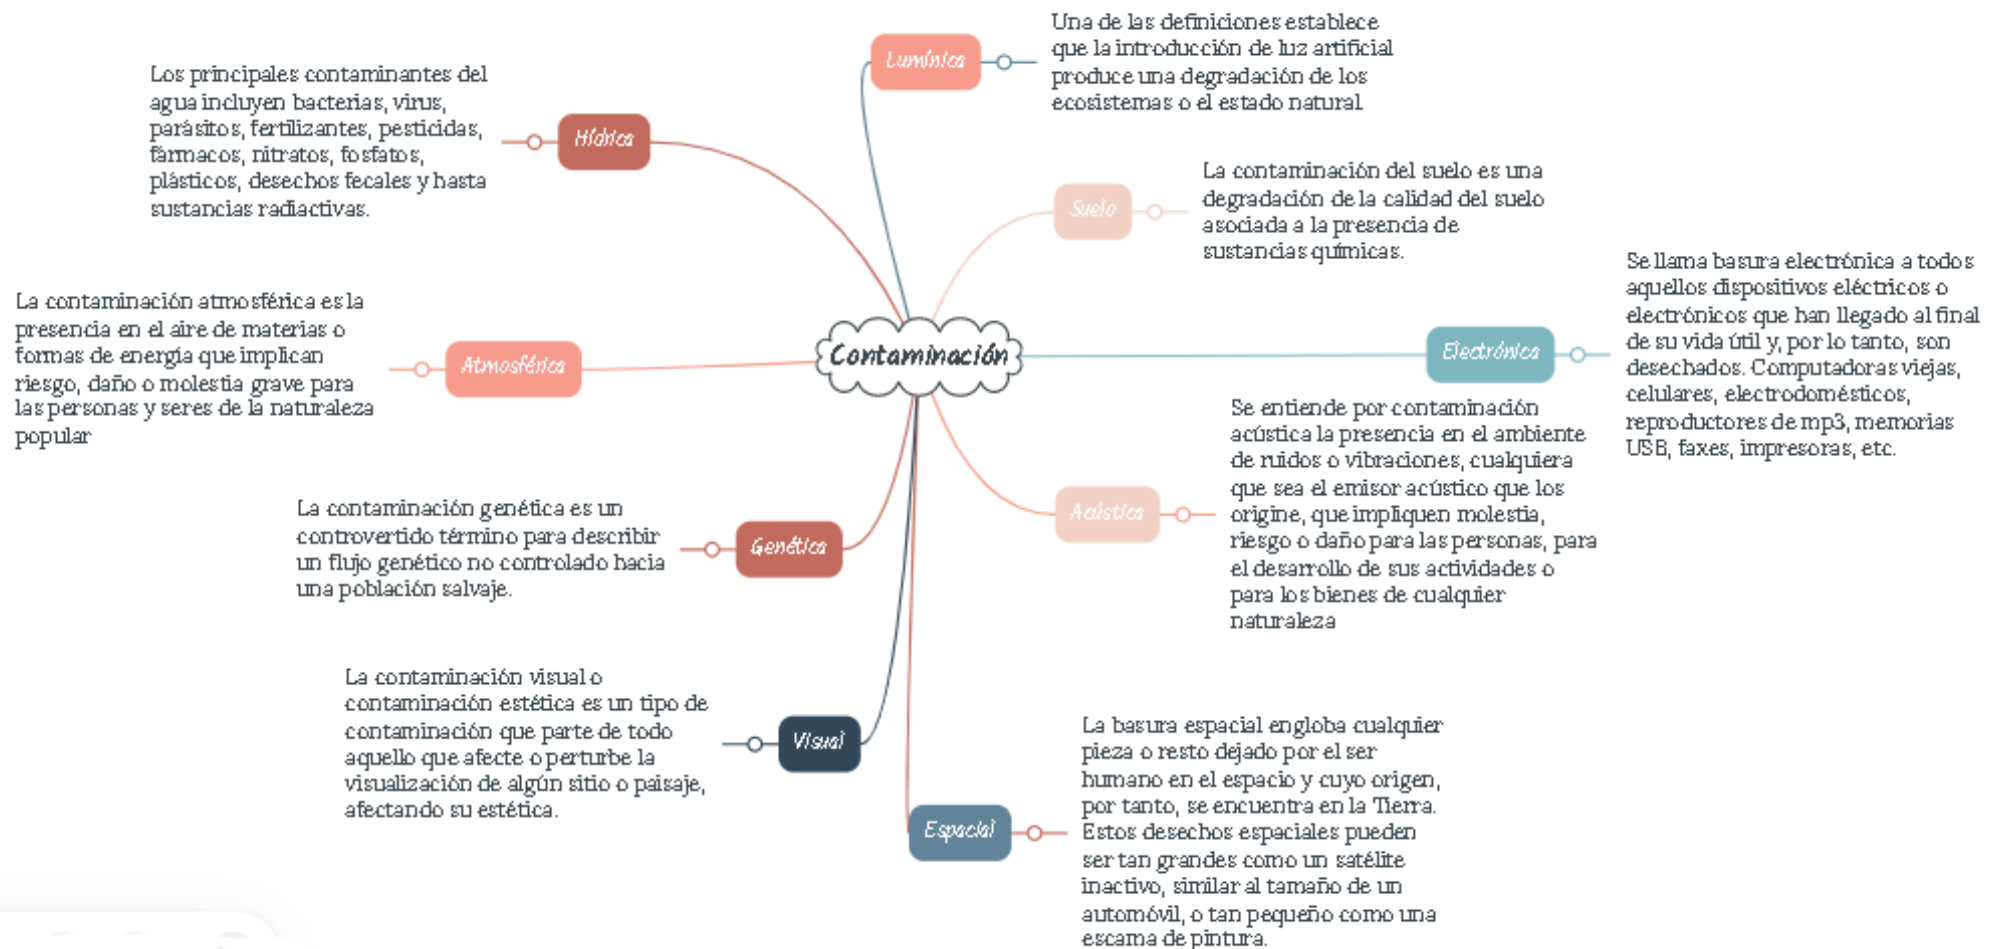 Contaminación
Lumínica
Una de las definiciones establece
que la introducción de luz artificial
produce una degradación de los
ecosistemas o el estado natural
Suelo
La contaminación del suelo es una
degradación de la calidad del suelo
asociada a la presencia de
sustancias químicas.
Electrónica
Se llama basura electrónica a todos
aquellos dispositivos eléctricos o
electrónicos que han llegado al final
de su vida útil y, por lo tanto, son
desechados. Computadoras viejas,
celulares, electrodomésticos,
reproductores de mp3, memorias
USB, faxes, impresoras, etc.
Acústica
Se entiende por contaminación
acústica la presencia en el ambiente
de ruidos o vibraciones, cualquiera
que sea el emisor acústico que los
origine, que impliquen molestia,
riesgo o daño para las personas, para
el desarrollo de sus actividades o
para los bienes de cualquier
naturaleza
Espacial
La basura espacial engloba cualquier
pieza o resto dejado por el ser
humano en el espacio y cuyo origen,
por tanto, se encuentra en la Tierra.
Estos desechos espaciales pueden
ser tan grandes como un satélite
inactivo, similar al tamaño de un
automóvil, o tan pequeño como una
escama de pintura.
Hídrica
Los principales contaminantes del
agua incluyen bacterias, virus,
parásitos, fertilizantes, pesticidas,
fármacos, nitratos, fosfatos,
plásticos, desechos fecales y hasta
sustancias radiactivas.
Atmosférica
La contaminación atmosférica es la
presencia en el aire de materias o
formas de energía que implican
riesgo, daño o molestia grave para
las personas y seres de la naturaleza
popular
Genética
La contaminación genética es un
controvertido término para describir
un flujo genético no controlado hacia
una población salvaje.
Visual
La contaminación visual o
contaminación estética es un tipo de
contaminación que parte de todo
aquello que afecte o perturbe la
visualización de algún sitio o paisaje,
afectando su estética.